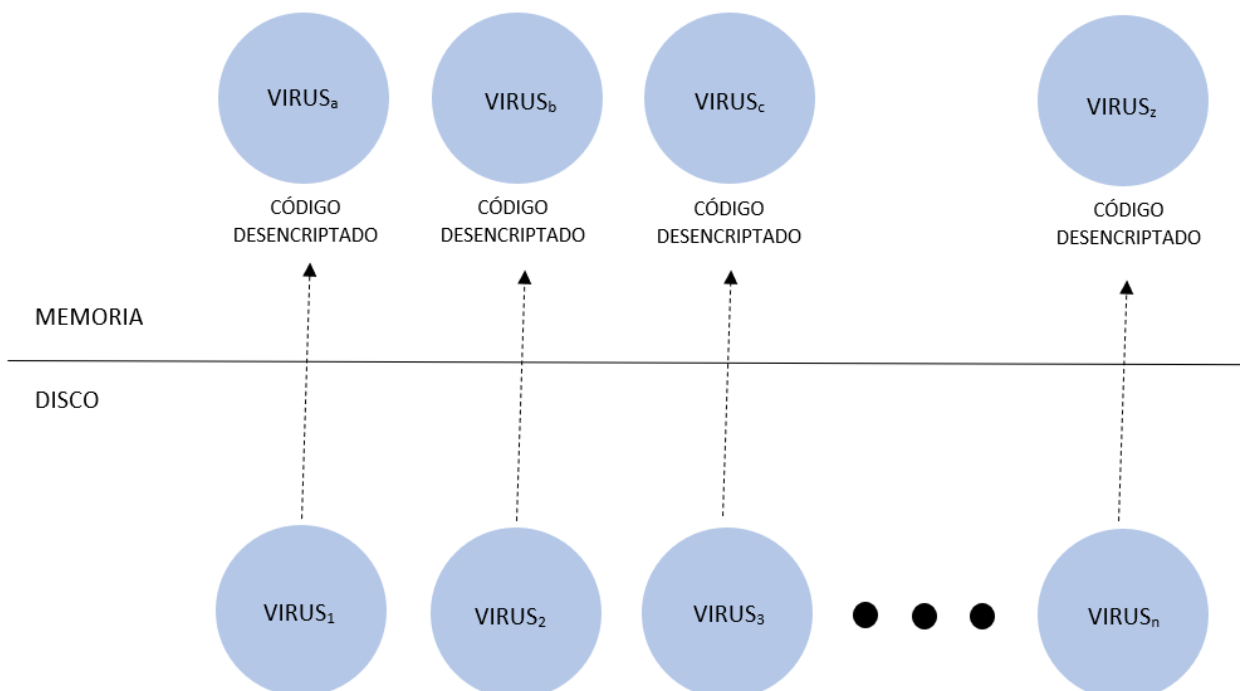 VIRUSa VIRUSb VIRUSc VIRUSz
CÓDIGO CÓDIGO CÓDIGO CÓDIGO
DESENCRIPTADO DESENCRIPTADO DESENCRIPTADO DESENCRIPTADO
MEMORIA
DISCO
VIRUS1 VIRUS2 VIRUS3 VIRUSn